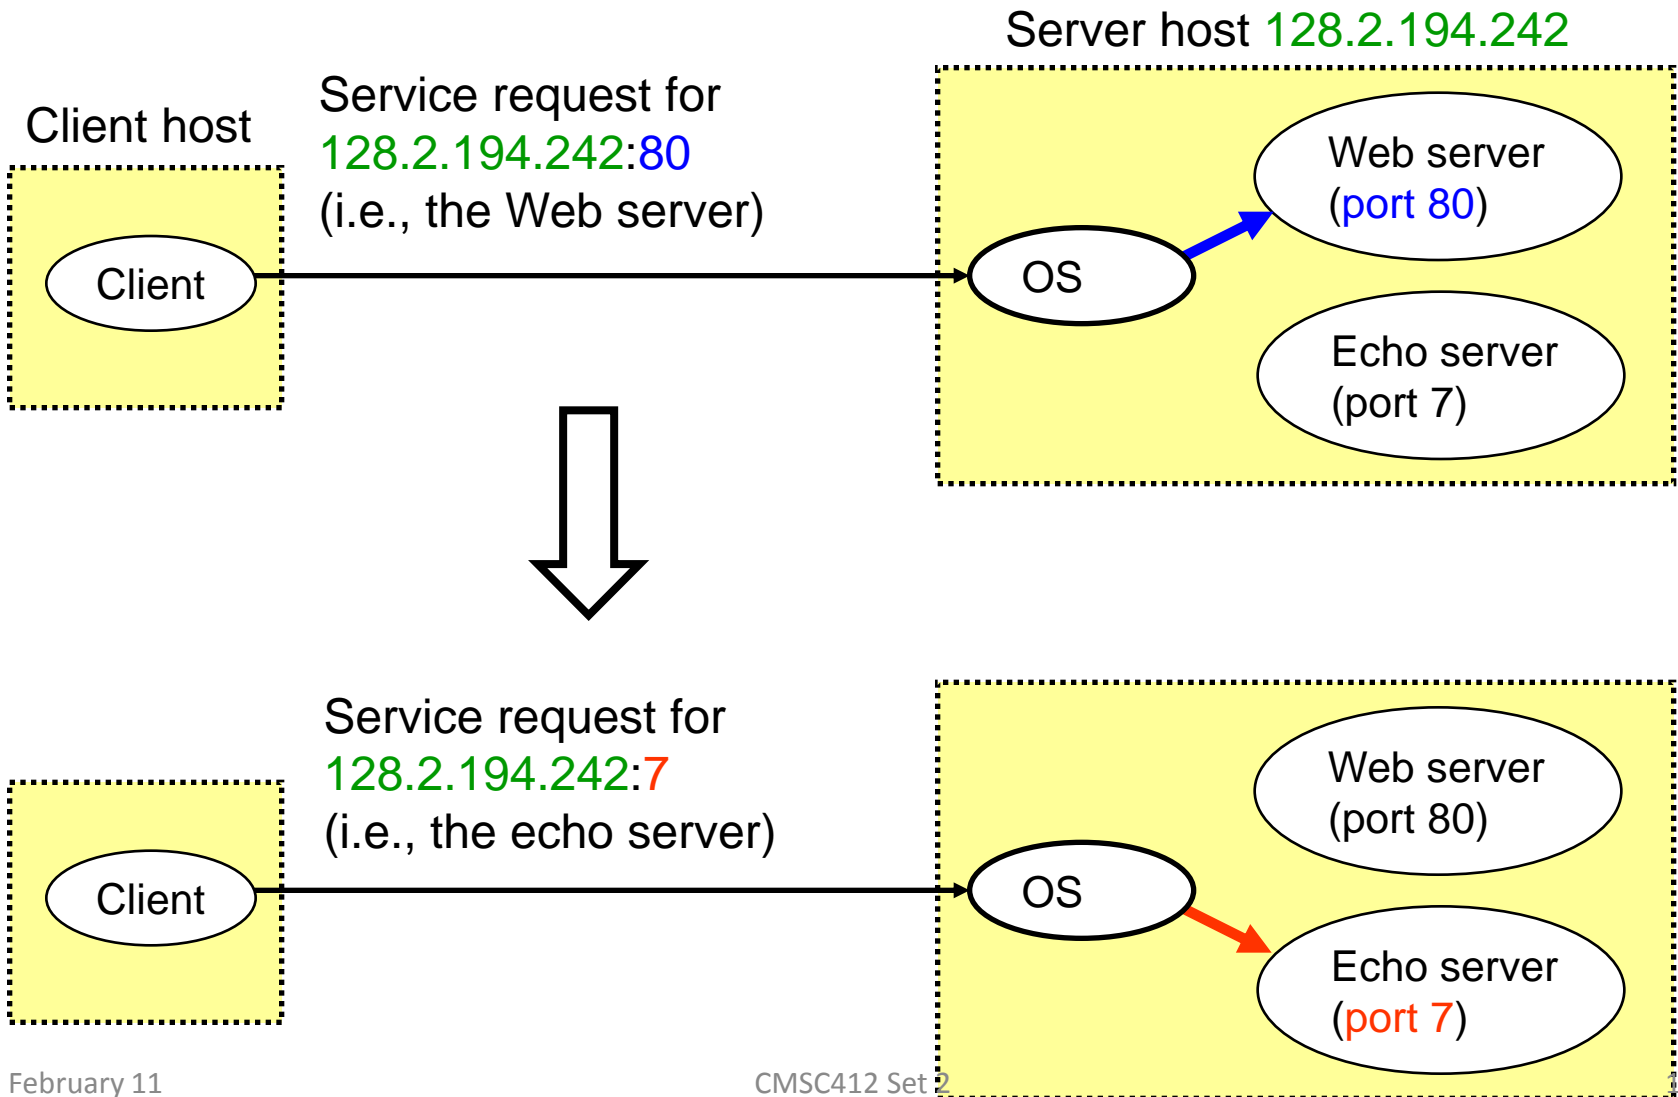 Server host 128.2.194.242
Client host
Service request for
128.2.194.242:80
(i.e., the Web server)
Client
OS
Web server
(port 80)
Echo server
(port 7)
Service request for
128.2.194.242:7
(i.e., the echo server)
Client
OS
Web server
(port 80)
Echo server
(port 7)
February 11
CMSC412 Set 2
1